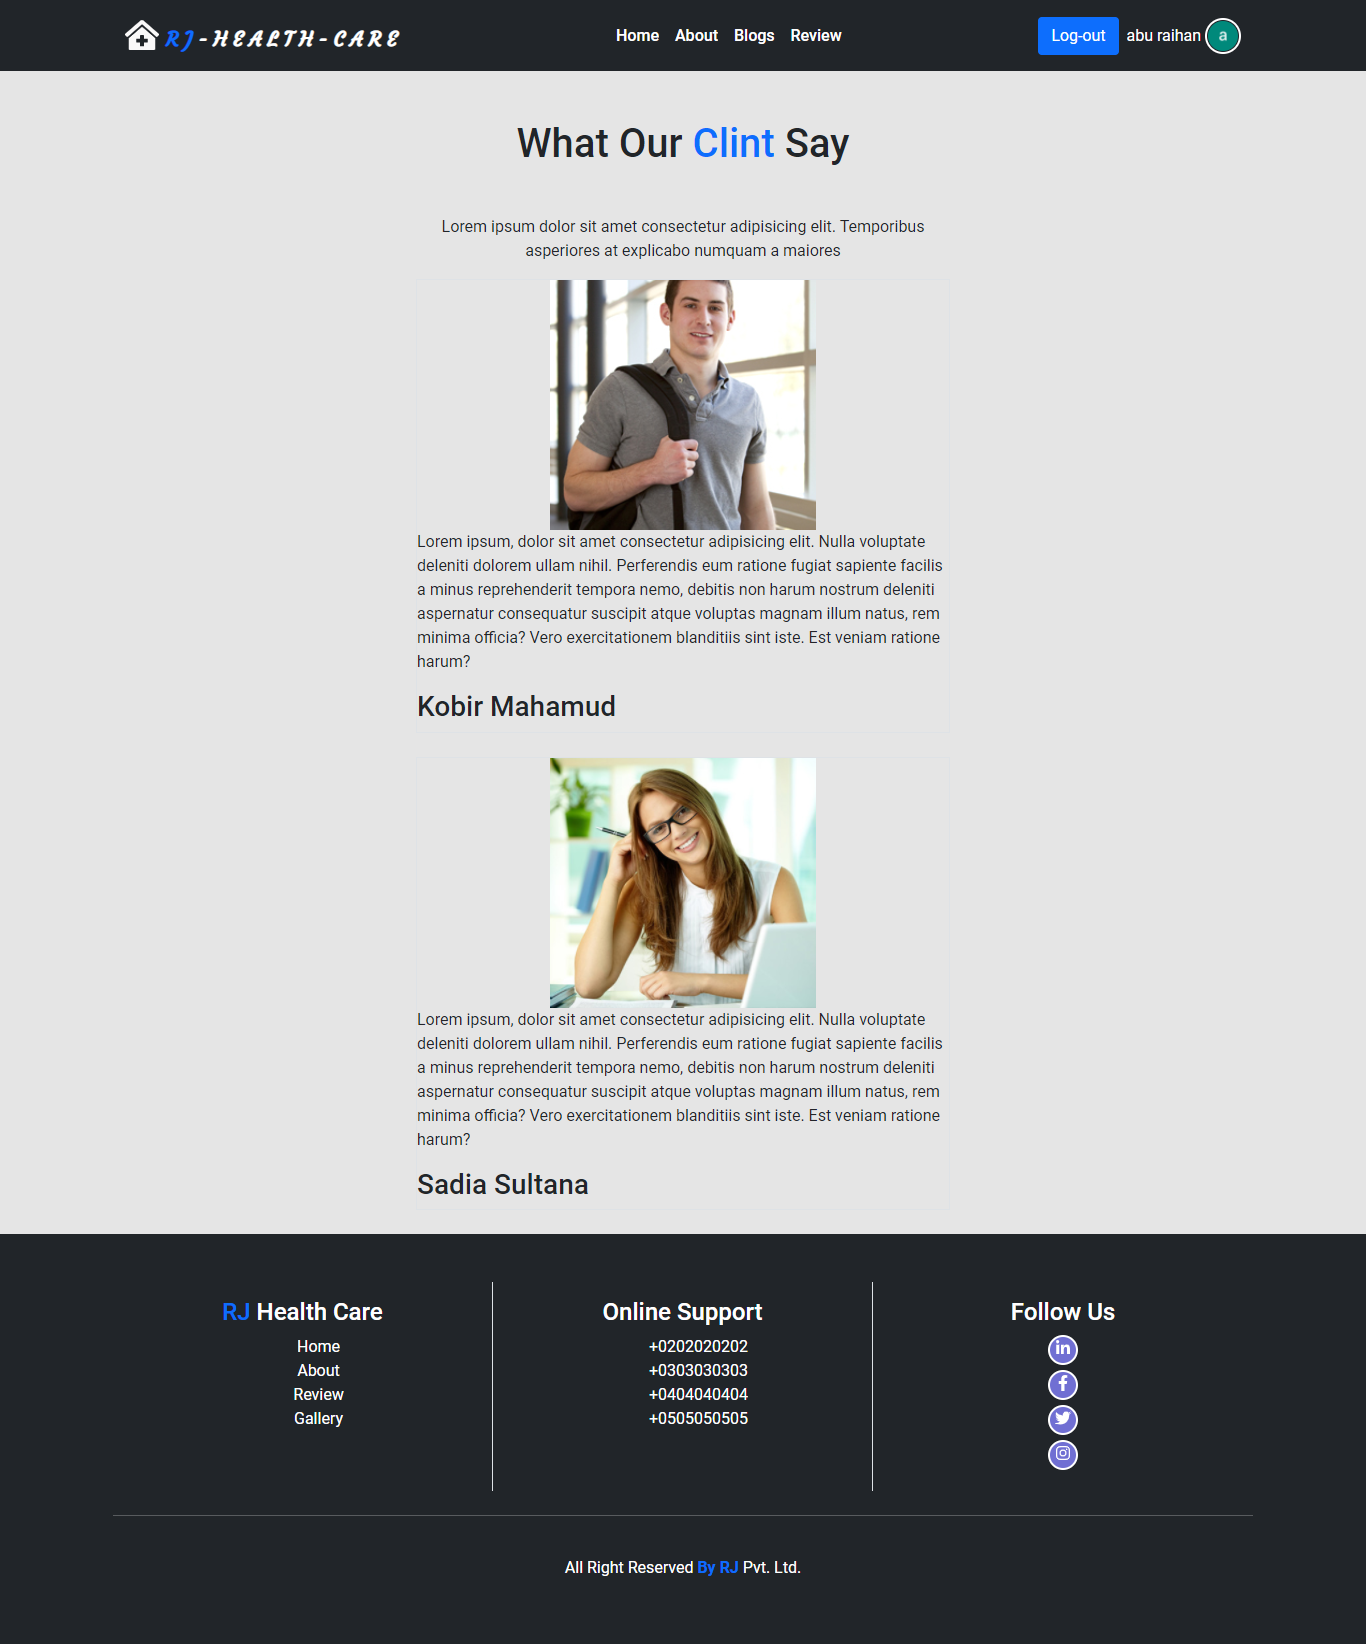 RJ-HEALTH-CARE
Home About Blogs Review
Log-out abu raihan a
What Our Clint Say
Lorem ipsum dolor sit amet consectetur adipisicing elit. Temporibus
asperiores at explicabo numquam a maiores
Lorem ipsum, dolor sit amet consectetur adipisicing elit. Nulla voluptate
deleniti dolorem ullam nihil. Perferendis eum ratione fugiat sapiente facilis
a minus reprehenderit tempora nemo, debitis non harum nostrum deleniti
aspernatur consequatur suscipit atque voluptas magnam illum natus, rem
minima officia? Vero exercitationem blanditiis sint iste. Est veniam ratione
harum?
Kobir Mahamud
Lorem ipsum, dolor sit amet consectetur adipisicing elit. Nulla voluptate
deleniti dolorem ullam nihil. Perferendis eum ratione fugiat sapiente facilis
a minus reprehenderit tempora nemo, debitis non harum nostrum deleniti
aspernatur consequatur suscipit atque voluptas magnam illum natus, rem
minima officia? Vero exercitationem blanditiis sint iste. Est veniam ratione
harum?
Sadia Sultana
RJ Health Care
Home
About
Review
Gallery
Online Support
+0202020202
+0303030303
+0404040404
+0505050505
Follow Us
All Right Reserved By RJ Pvt. Ltd.